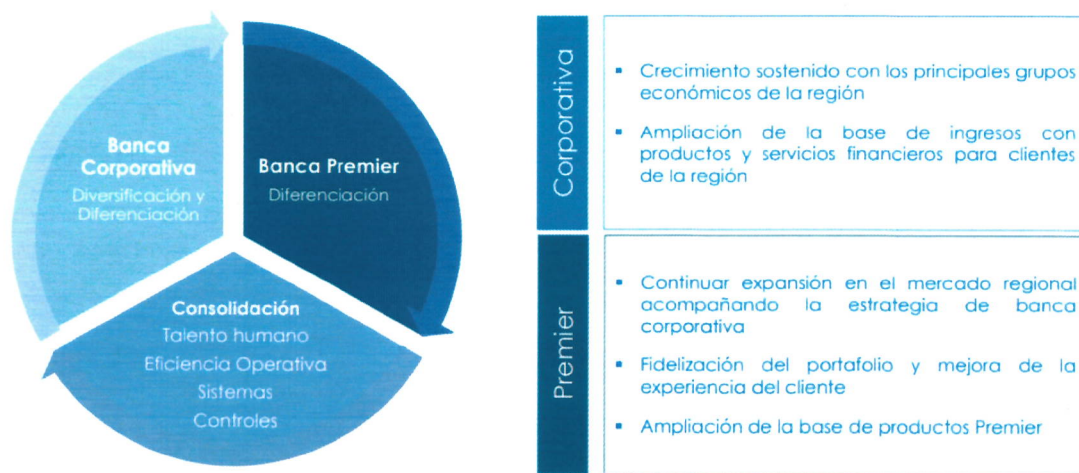 Banca
Corporativa
Diversificación y
Diferenciación
Banca Premier
Diferenciación
Consolidación
Talento humano
Eficiencia Operativa
Sistemas
Controles
Corporativa
▪ Crecimiento sostenido con los principales grupos
económicos de la región
▪ Ampliación de la base de ingresos con
productos y servicios financieros para clientes
de la región
Premier
▪ Continuar expansión en el mercado regional
acompañando la estrategia de banca
corporativa
▪ Fidelización del portafolio y mejora de la
experiencia del cliente
▪ Ampliación de la base de productos Premier